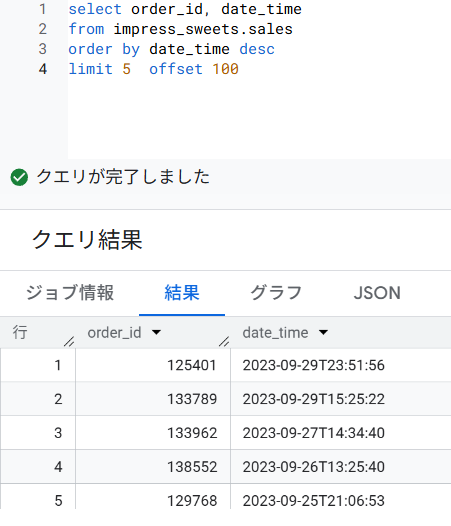 1 select order_id, date_time
2 from impress_sweets.sales
3 order by date_time desc
4 limit 5  offset 100
クエリが完了しました
クエリ結果
ジョブ情報 結果 グラフ JSON
行 order_id date_time
1 125401 2023-09-29T23:51:56
2 133789 2023-09-29T15:25:22
3 133962 2023-09-27T14:34:40
4 138552 2023-09-26T13:25:40
5 129768 2023-09-25T21:06:53